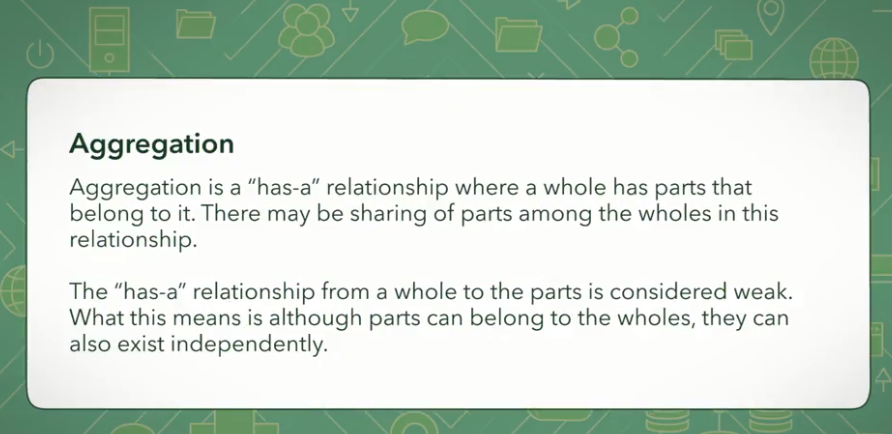 Aggregation
Aggregation is a “has-a” relationship where a whole has parts that
belong to it. There may be sharing of parts among the wholes in this
relationship.
The “has-a” relationship from a whole to the parts is considered weak.
What this means is although parts can belong to the wholes, they can
also exist independently.